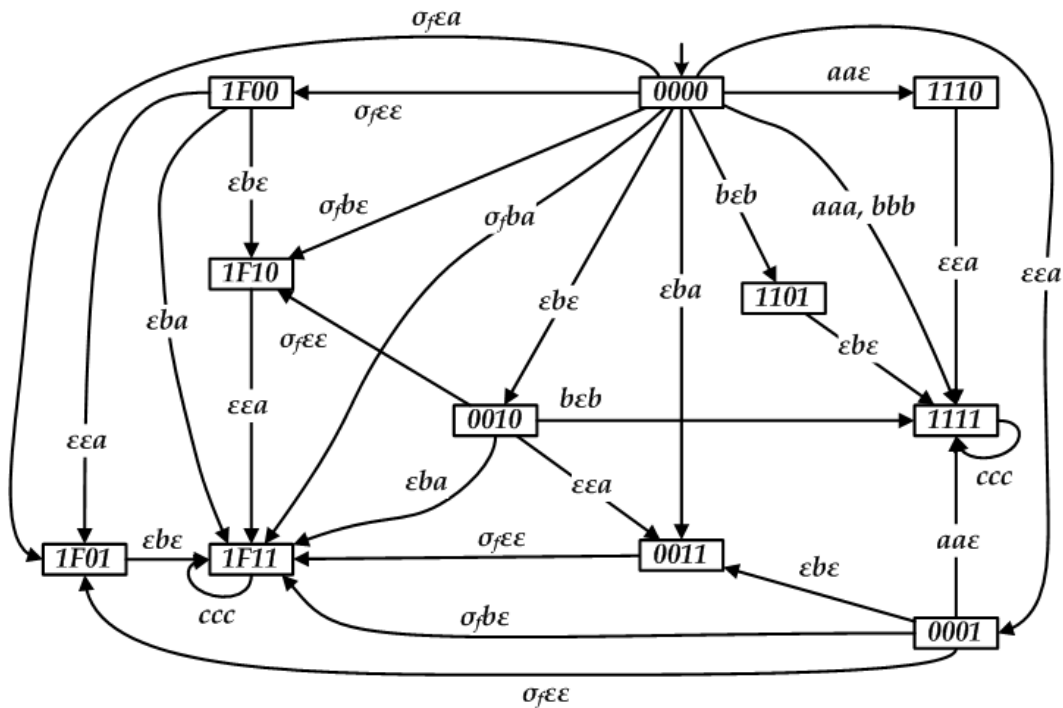 σfεa
aaε
1F00
0000
1110
σfεε
εbε
σfbε
σfba
bεb
aaa, bbb
εεa
εεa
1F10
εba
εbε
εba
1101
σfεε
εbε
εεa
bεb
0010
1111
εεa
εba
εεa
ccc
εbε
σfεε
aaε
1F01
1F11
0011
εbε
ccc
σfbε
0001
σfεε